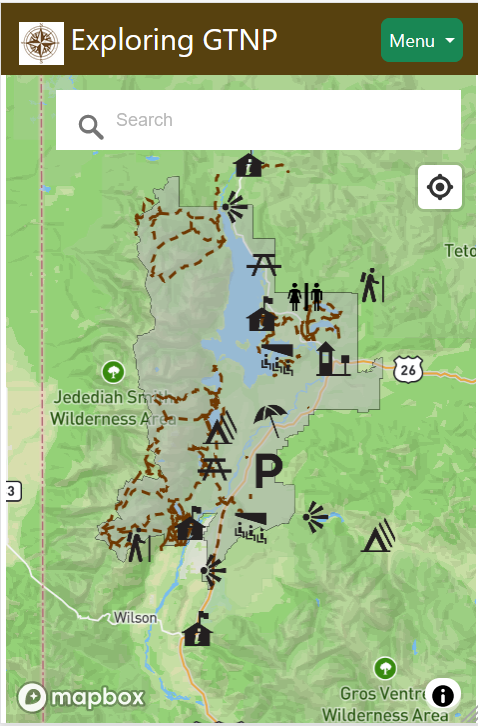 Exploring GTNP
Menu
Search
Teto
26
Jedediah Smith
Wilderness Area
P
3
Wilson
mapbox
Gros Ventre
Wilderness Area